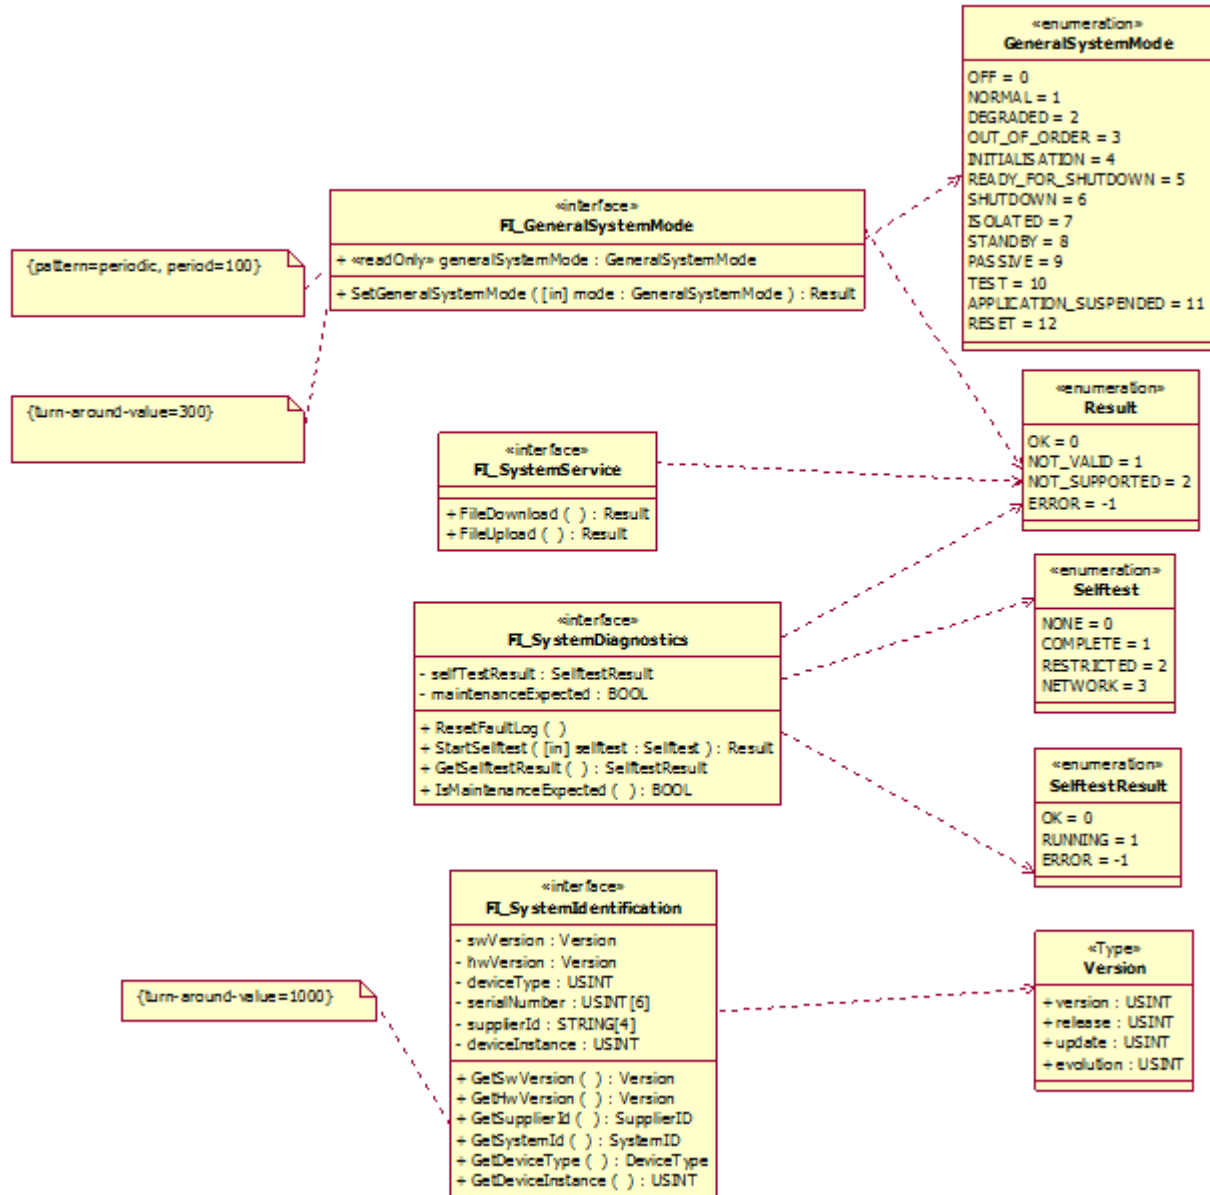 «enumeration»
GeneralSystemMode
OFF = 0
NORMAL = 1
DEGRADED = 2
OUT_OF_ORDER = 3
INITIALISATION = 4
READY_FOR_SHUTDOWN = 5
SHUTDOWN = 6
ISOLATED = 7
STANDBY = 8
PASSIVE = 9
TEST = 10
APPLICATION_SUSPENDED = 11
RESET = 12
«interface»
FI_GeneralSystemMode
+ «readOnly» generalSystemMode : GeneralSystemMode
+ SetGeneralSystemMode ( [in] mode : GeneralSystemMode ) : Result
{pattern=periodic, period=100}
{turn-around-value=300}
«enumeration»
Result
OK = 0
NOT_VALID = 1
NOT_SUPPORTED = 2
ERROR = -1
«interface»
FI_SystemService
+ FileDownload ( ) : Result
+ FileUpload ( ) : Result
«enumeration»
Selftest
NONE = 0
COMPLETE = 1
RESTRICTED = 2
NETWORK = 3
«interface»
FI_SystemDiagnostics
- selfTestResult : SelftestResult
- maintenanceExpected : BOOL
+ ResetFaultLog ( )
+ StartSelftest ( [in] selftest : Selftest ) : Result
+ GetSelftestResult ( ) : SelftestResult
+ IsMaintenanceExpected ( ) : BOOL
«enumeration»
SelftestResult
OK = 0
RUNNING = 1
ERROR = -1
«interface»
FI_SystemIdentification
- swVersion : Version
- hwVersion : Version
- deviceType : USINT
- serialNumber : USINT[6]
- supplierId : STRING[4]
- deviceInstance : USINT
+ GetSwVersion ( ) : Version
+ GetHwVersion ( ) : Version
+ GetSupplierId ( ) : SupplierID
+ GetSystemId ( ) : SystemID
+ GetDeviceType ( ) : DeviceType
+ GetDeviceInstance ( ) : USINT
{turn-around-value=1000}
«Type»
Version
+ version : USINT
+ release : USINT
+ update : USINT
+ evolution : USINT